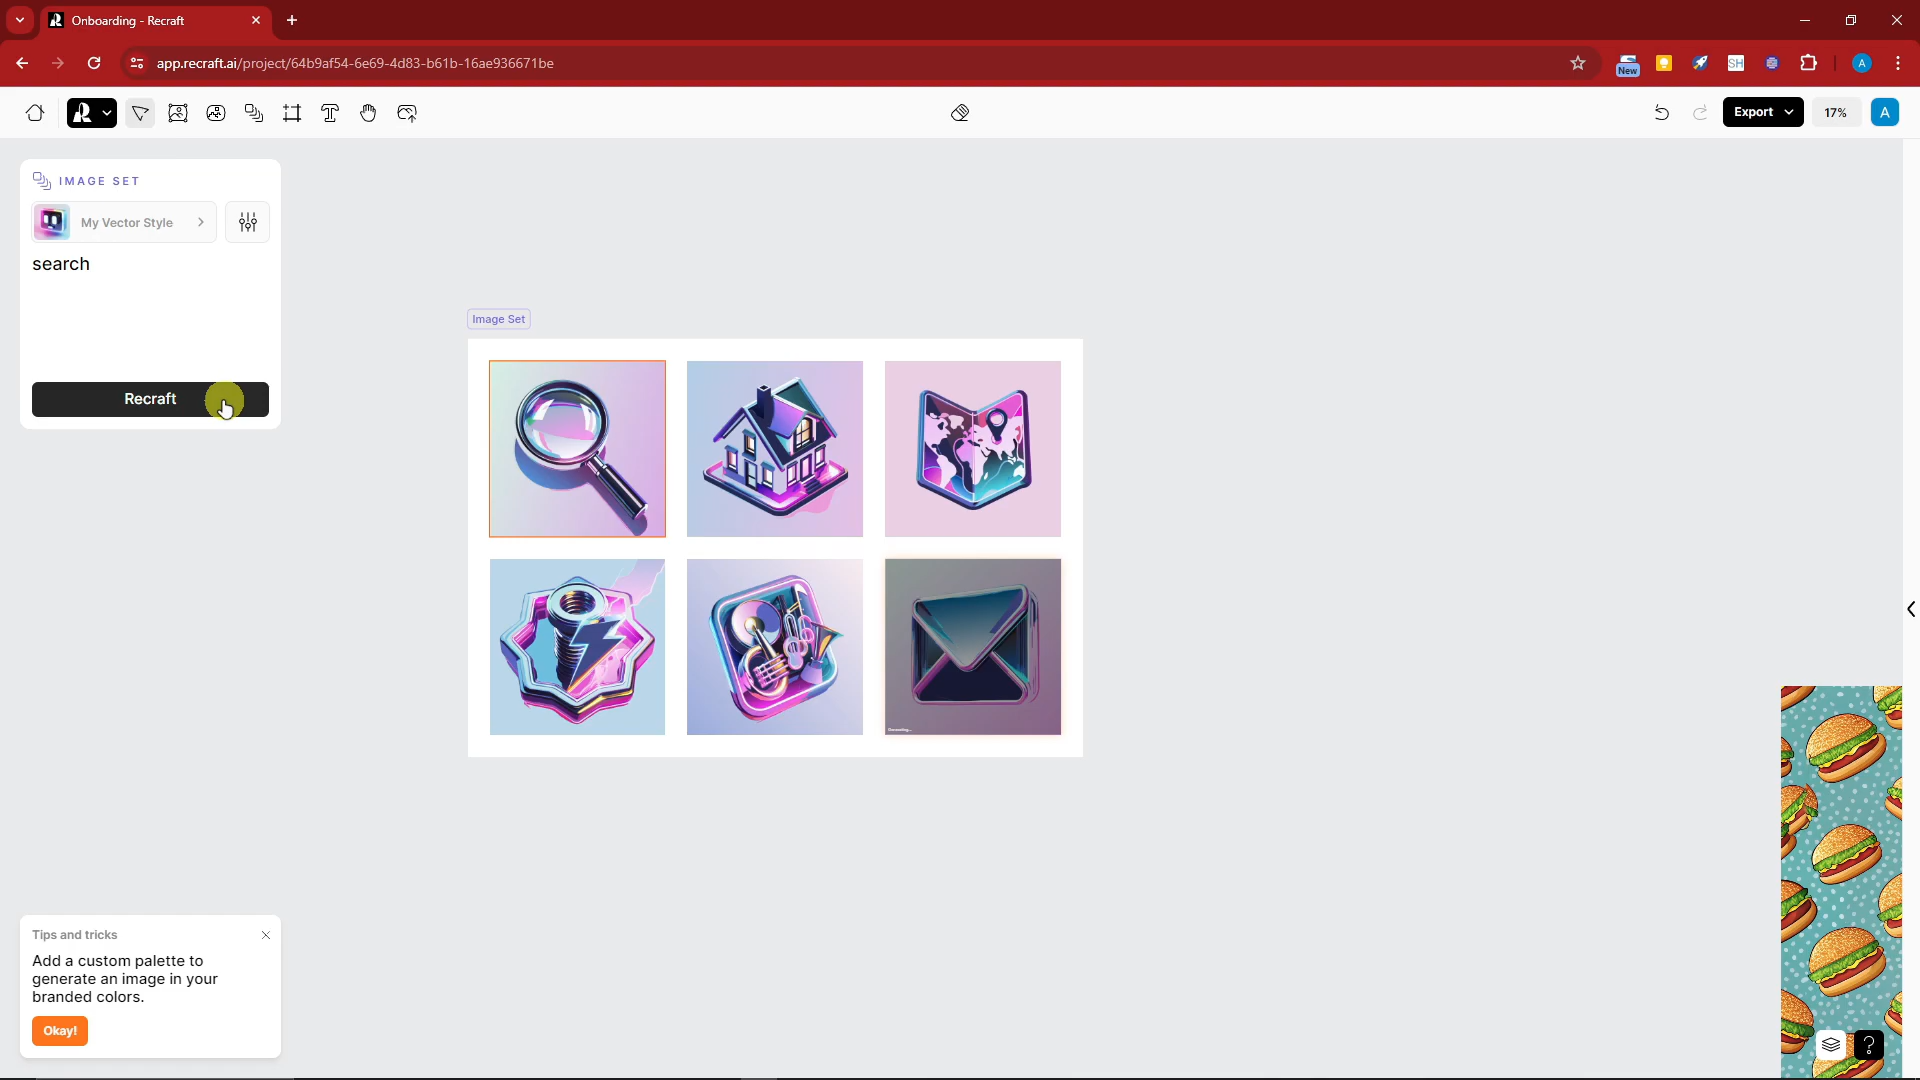 Onboarding - Recraft
app.recraft.ai/project/64b9af54-6e69-4d83-b61b-16ae936671be
New
SH
A
Export
17%
A
IMAGE SET
My Vector Style
search
Recraft
Image Set
Generating...
Tips and tricks
Add a custom palette to
generate an image in your
branded colors.
Okay!
?